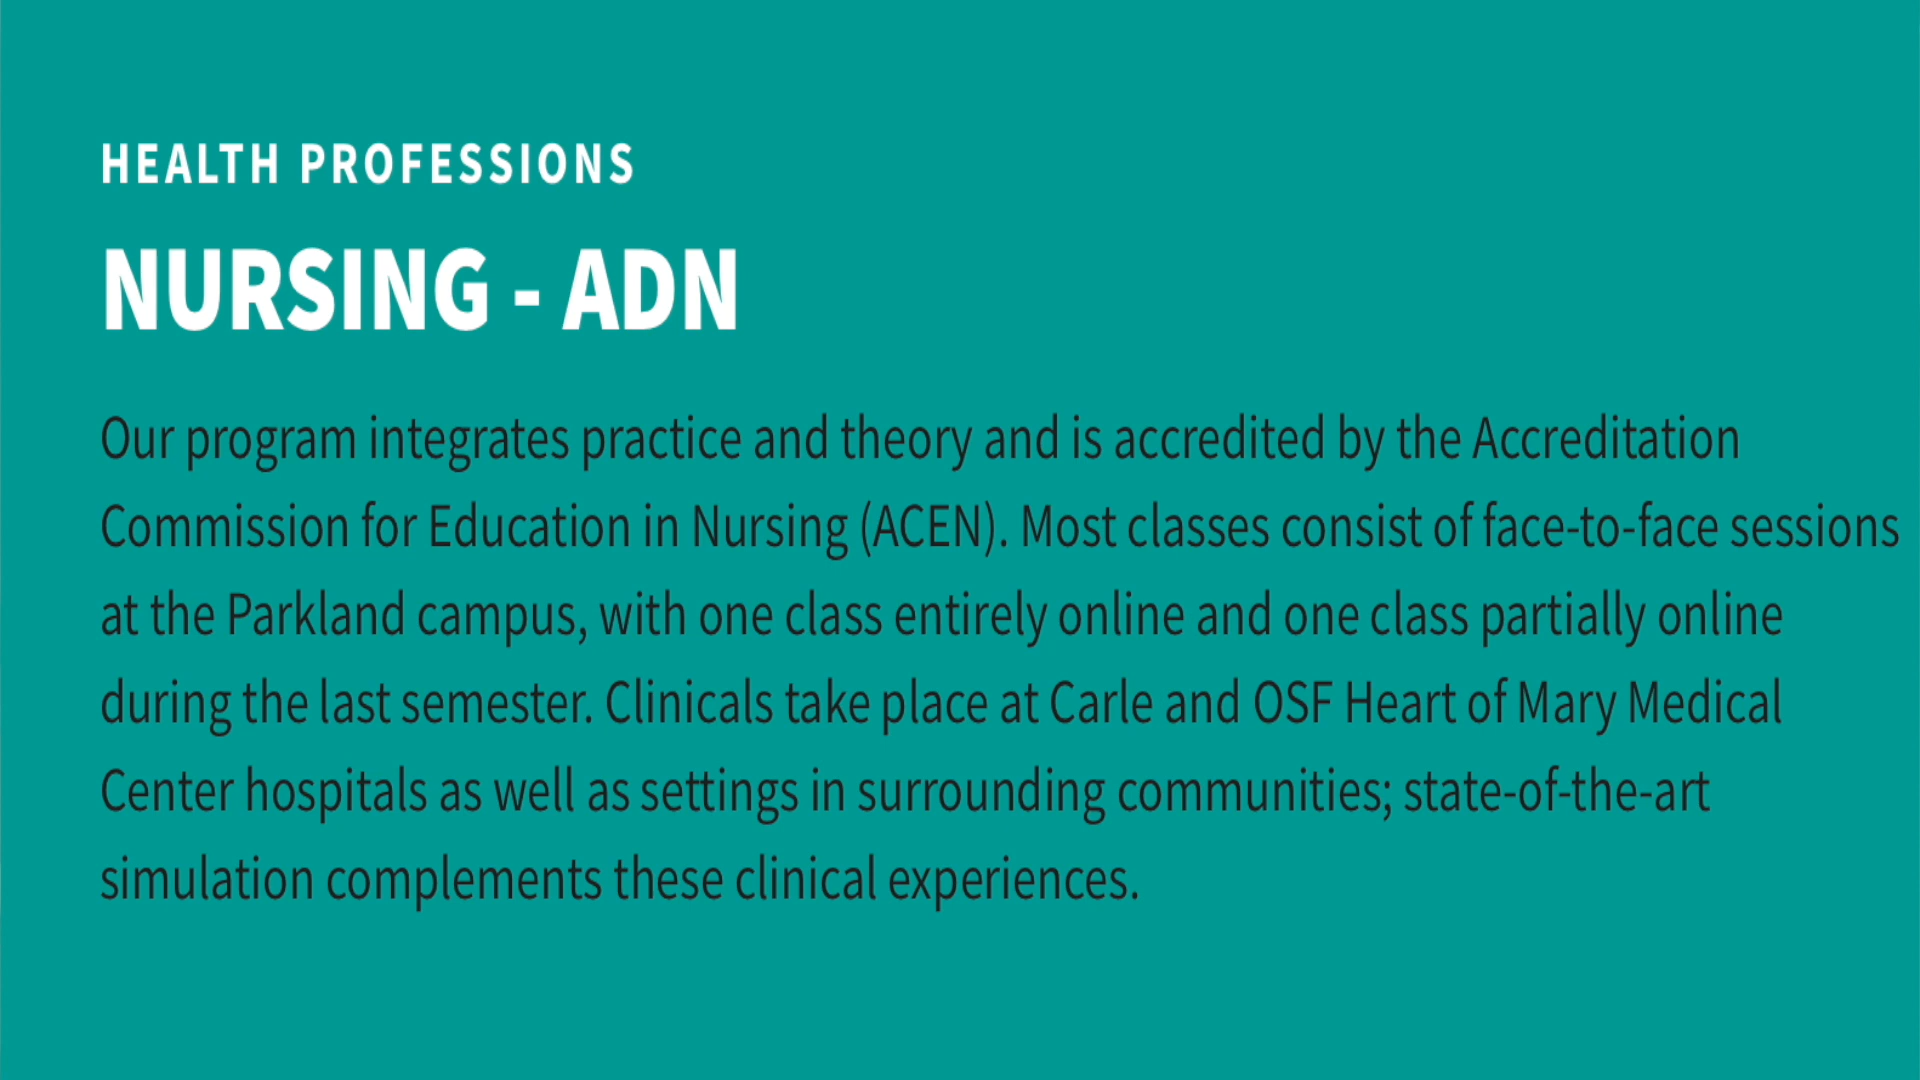 HEALTH PROFESSIONS
NURSING - ADN
Our program integrates practice and theory and is accredited by the Accreditation
Commission for Education in Nursing (ACEN). Most classes consist of face-to-face sessions
at the Parkland campus, with one class entirely online and one class partially online
during the last semester. Clinicals take place at Carle and OSF Heart of Mary Medical
Center hospitals as well as settings in surrounding communities; state-of-the-art
simulation complements these clinical experiences.